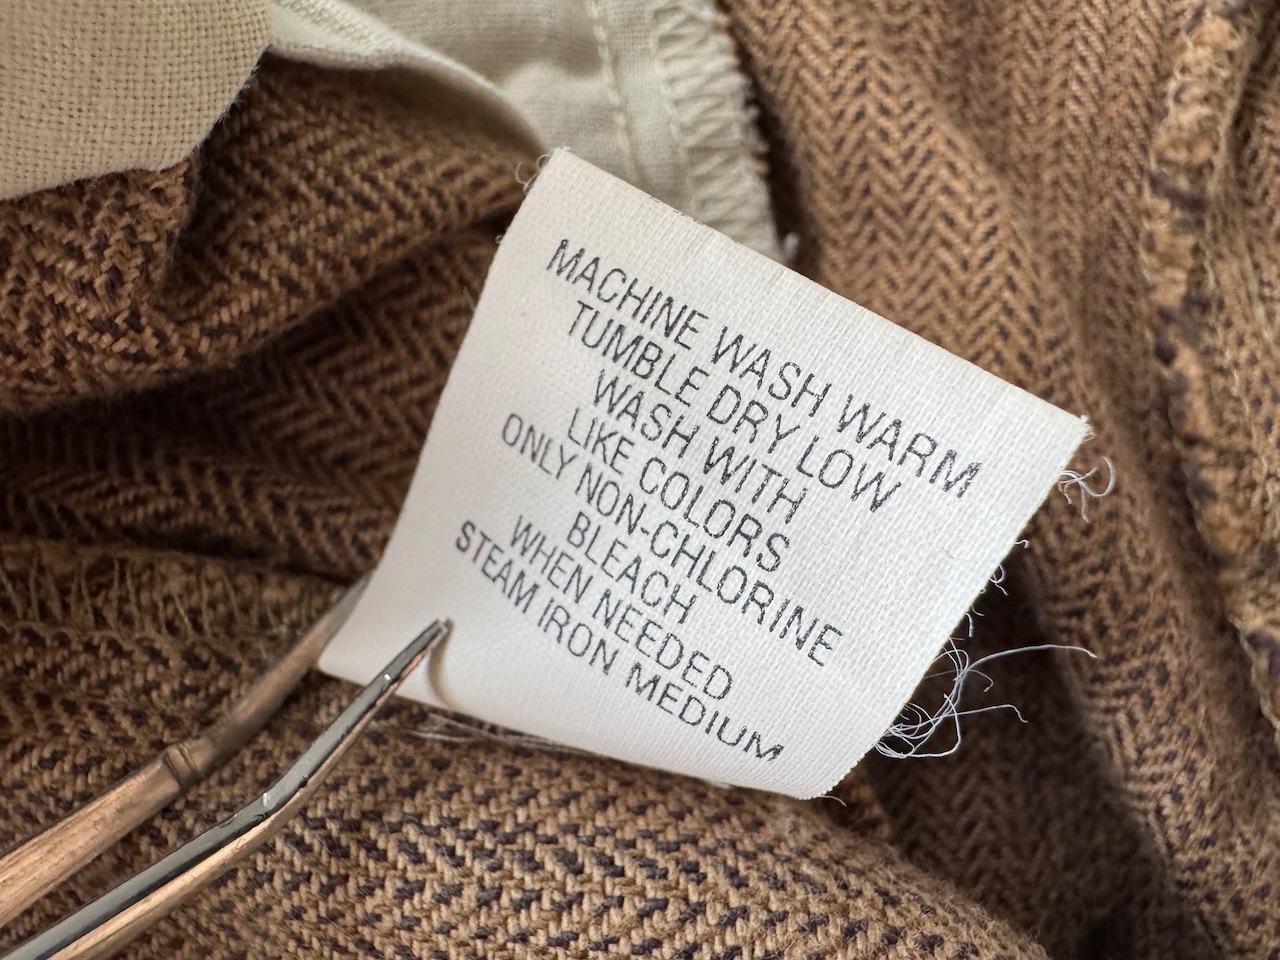 MACHINE WASH WARM
TUMBLE DRY LOW
WASH WITH
LIKE COLORS
ONLY NON-CHLORINE
BLEACH
WHEN NEEDED
STEAM IRON MEDIUM